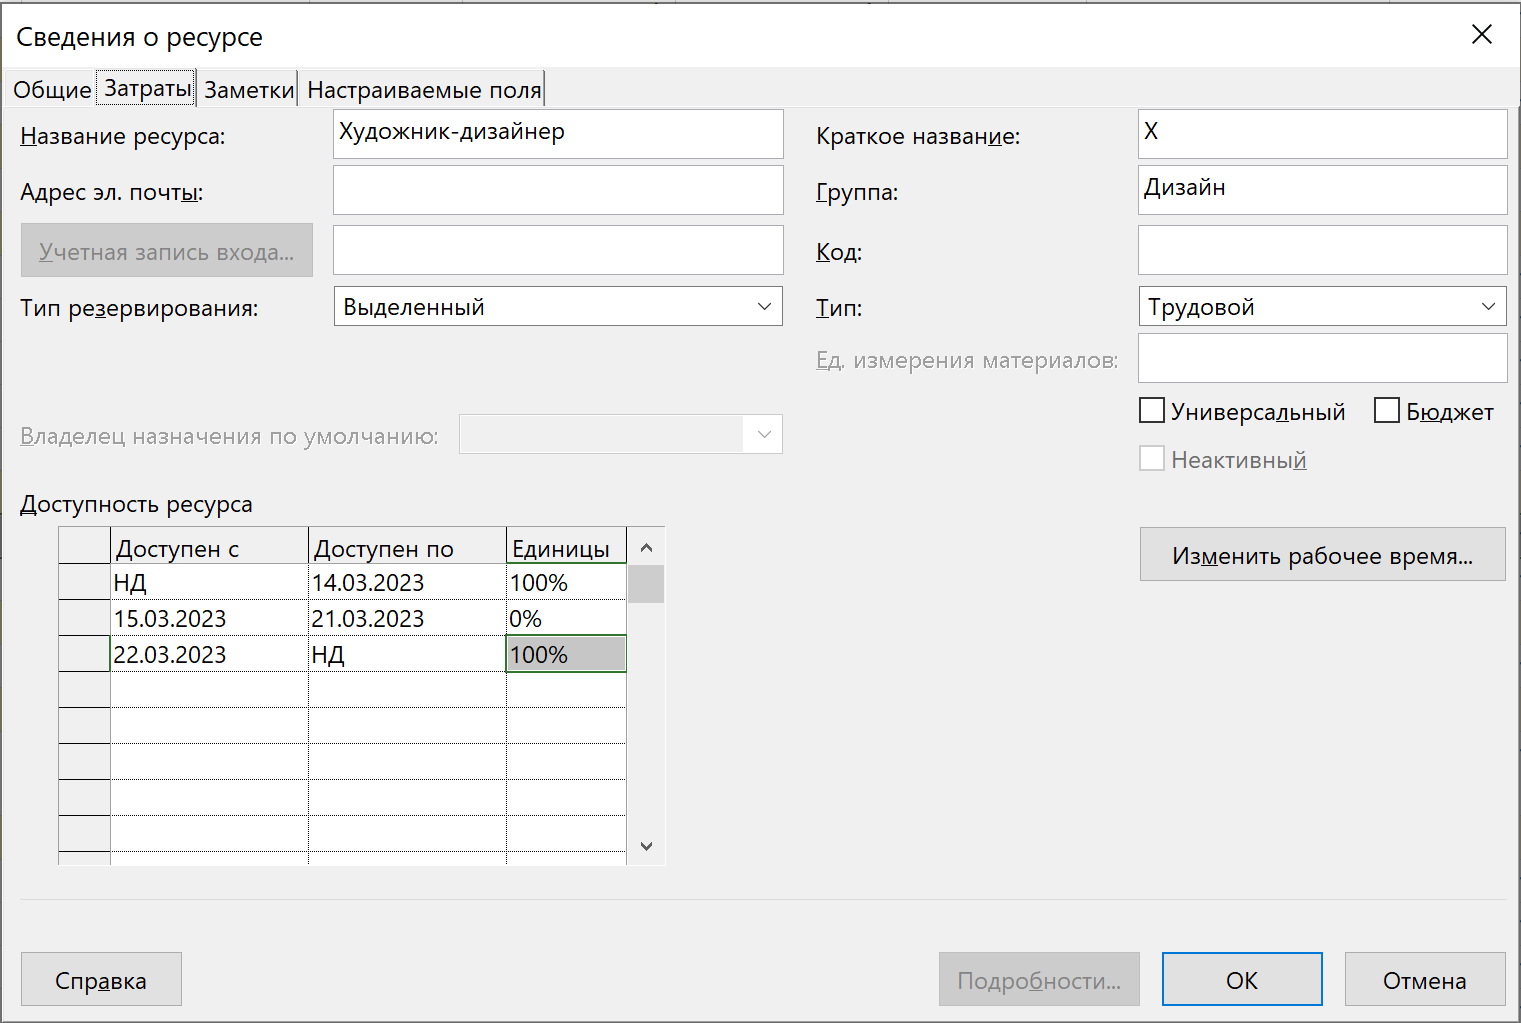 Сведения о ресурсе
Общие Затраты Заметки Настраиваемые поля
Название ресурса: Художник-дизайнер Краткое название: Х
Адрес эл. почты: Группа: Дизайн
Учетная запись входа... Код:
Тип резервирования: Выделенный Тип: Трудовой
Ед. измерения материалов:
Универсальный Бюджет
Владелец назначения по умолчанию:
Неактивный
Доступность ресурса
Доступен с Доступен по Единицы
НД 14.03.2023 100%
15.03.2023 21.03.2023 0%
22.03.2023 НД 100%
Изменить рабочее время...
Справка Подробности... ОК Отмена